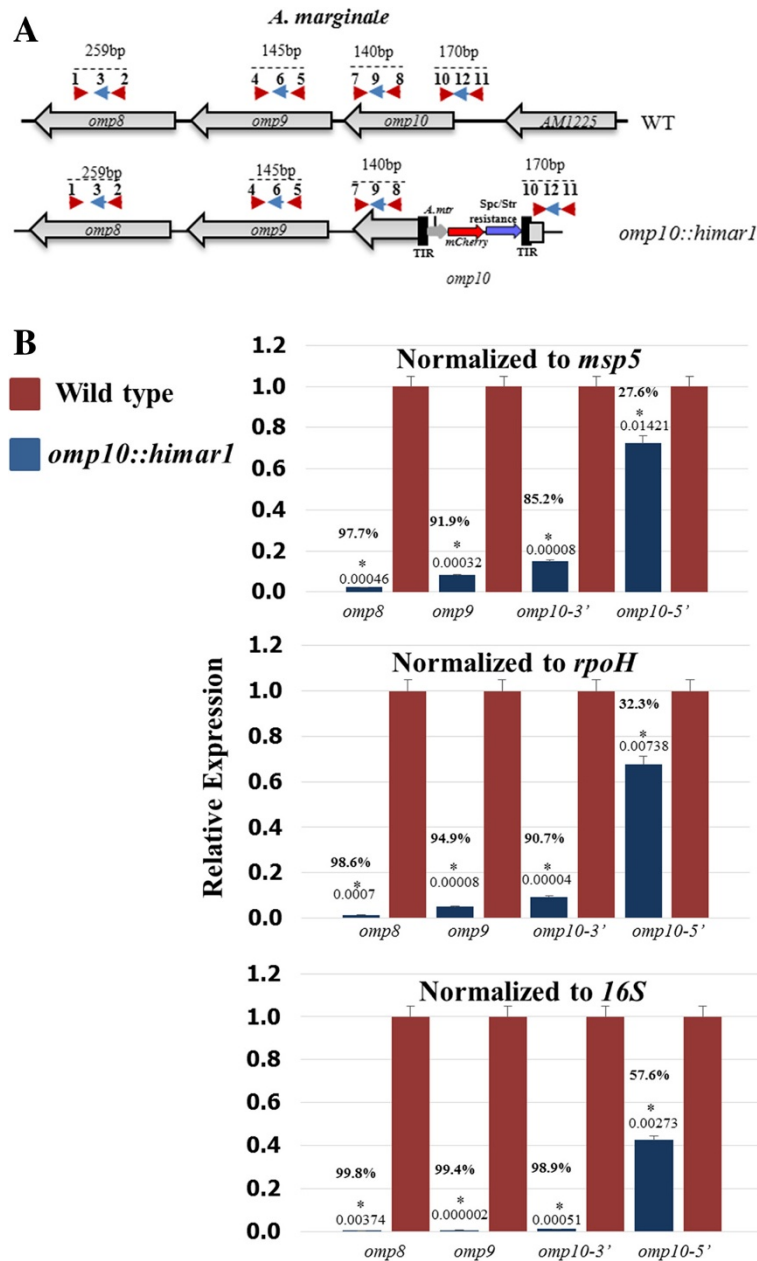 A
A. marginale
259bp 145bp 140bp 170bp
1 3 2 4 6 5 7 9 8 10 12 11
omp8 omp9 omp10 AM1225 WT
259bp 145bp 140bp 170bp
1 3 2 4 6 5 7 9 8 10 12 11
A.mtr Spc/Str
resistance
omp8 omp9 mCherry omp10::himar1
TIR TIR
omp10
B
Wild type
omp10::himar1
Relative Expression
Normalized to msp5
1.2
1.0
0.8
0.6
0.4
0.2
0.0
97.7% 91.9% 85.2% 27.6%
* * * *
0.00046 0.00032 0.00008 0.01421
omp8 omp9 omp10-3’ omp10-5’
Normalized to rpoH
1.2
1.0
0.8
0.6
0.4
0.2
0.0
98.6% 94.9% 90.7% 32.3%
* * * *
0.0007 0.00008 0.00004 0.00738
omp8 omp9 omp10-3’ omp10-5’
Normalized to 16S
1.2
1.0
0.8
0.6
0.4
0.2
0.0
99.8% 99.4% 98.9% 57.6%
* * * *
0.00374 0.000002 0.00051 0.00273
omp8 omp9 omp10-3’ omp10-5’